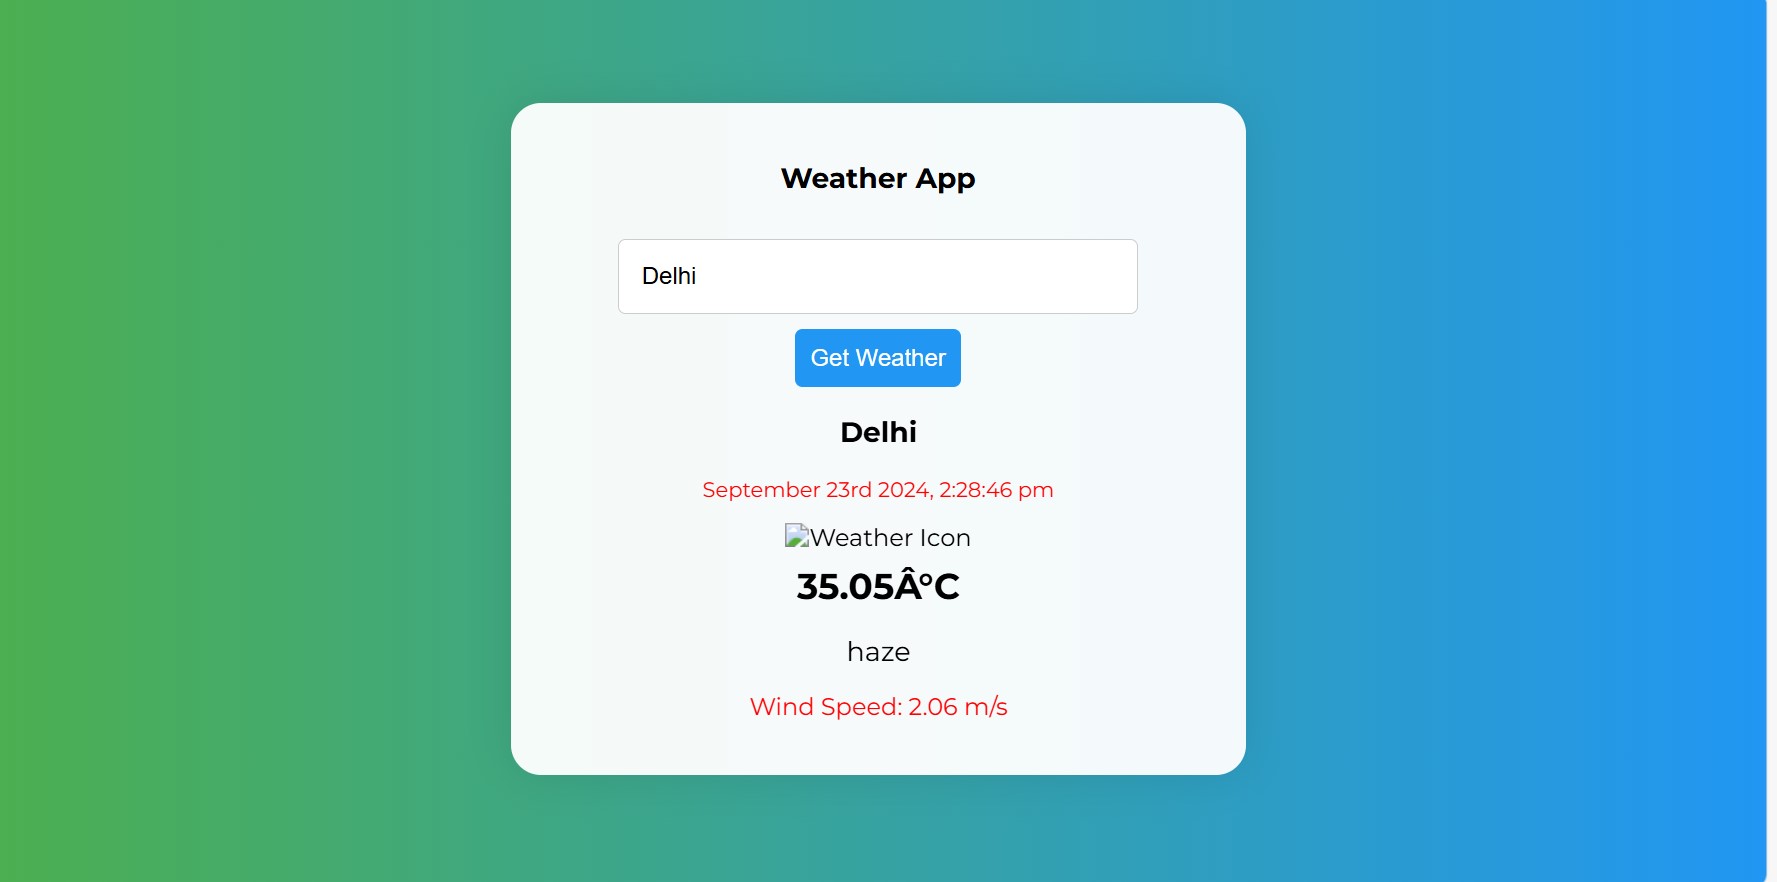 Weather App
Delhi
Get Weather
Delhi
September 23rd 2024, 2:28:46 pm
Weather Icon
35.05Â°C
haze
Wind Speed: 2.06 m/s